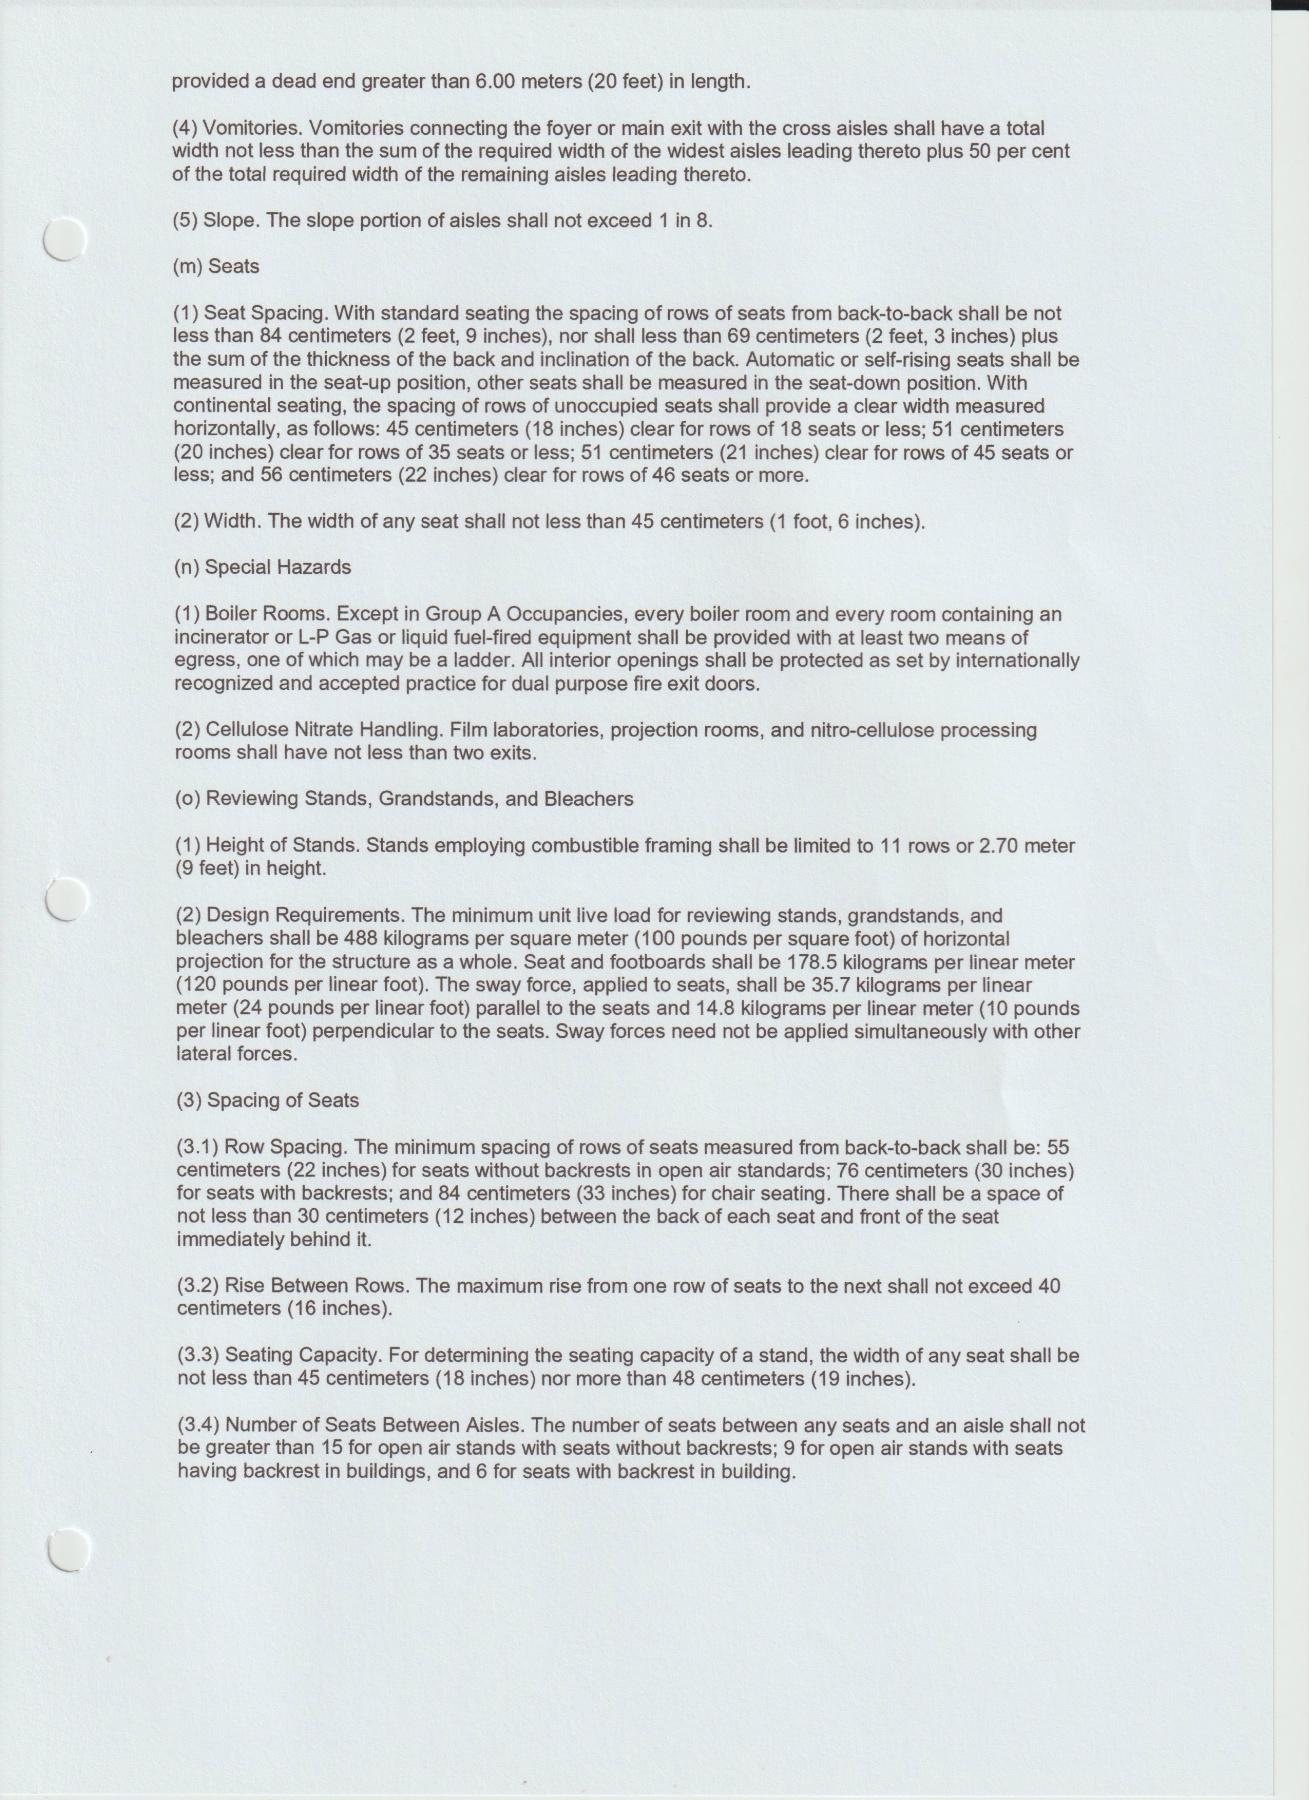 provided a dead end greater than 6.00 meters (20 feet) in length.
(4) Vomitories. Vomitories connecting the foyer or main exit with the cross aisles shall have a total
width not less than the sum of the required width of the widest aisles leading thereto plus 50 per cent
of the total required width of the remaining aisles leading thereto.
(5) Slope. The slope portion of aisles shall not exceed 1 in 8.
(m) Seats
(1) Seat Spacing. With standard seating the spacing of rows of seats from back-to-back shall be not
less than 84 centimeters (2 feet, 9 inches), nor shall less than 69 centimeters (2 feet, 3 inches) plus
the sum of the thickness of the back and inclination of the back. Automatic or self-rising seats shall be
measured in the seat-up position, other seats shall be measured in the seat-down position. With
continental seating, the spacing of rows of unoccupied seats shall provide a clear width measured
horizontally, as follows: 45 centimeters (18 inches) clear for rows of 18 seats or less; 51 centimeters
(20 inches) clear for rows of 35 seats or less; 51 centimeters (21 inches) clear for rows of 45 seats or
less; and 56 centimeters (22 inches) clear for rows of 46 seats or more.
(2) Width. The width of any seat shall not less than 45 centimeters (1 foot, 6 inches).
(n) Special Hazards
(1) Boiler Rooms. Except in Group A Occupancies, every boiler room and every room containing an
incinerator or L-P Gas or liquid fuel-fired equipment shall be provided with at least two means of
egress, one of which may be a ladder. All interior openings shall be protected as set by internationally
recognized and accepted practice for dual purpose fire exit doors.
(2) Cellulose Nitrate Handling. Film laboratories, projection rooms, and nitro-cellulose processing
rooms shall have not less than two exits.
(o) Reviewing Stands, Grandstands, and Bleachers
(1) Height of Stands. Stands employing combustible framing shall be limited to 11 rows or 2.70 meter
(9 feet) in height.
(2) Design Requirements. The minimum unit live load for reviewing stands, grandstands, and
bleachers shall be 488 kilograms per square meter (100 pounds per square foot) of horizontal
projection for the structure as a whole. Seat and footboards shall be 178.5 kilograms per linear meter
(120 pounds per linear foot). The sway force, applied to seats, shall be 35.7 kilograms per linear
meter (24 pounds per linear foot) parallel to the seats and 14.8 kilograms per linear meter (10 pounds
per linear foot) perpendicular to the seats. Sway forces need not be applied simultaneously with other
lateral forces.
(3) Spacing of Seats
(3.1) Row Spacing. The minimum spacing of rows of seats measured from back-to-back shall be: 55
centimeters (22 inches) for seats without backrests in open air standards; 76 centimeters (30 inches)
for seats with backrests; and 84 centimeters (33 inches) for chair seating. There shall be a space of
not less than 30 centimeters (12 inches) between the back of each seat and front of the seat
immediately behind it.
(3.2) Rise Between Rows. The maximum rise from one row of seats to the next shall not exceed 40
centimeters (16 inches).
(3.3) Seating Capacity. For determining the seating capacity of a stand, the width of any seat shall be
not less than 45 centimeters (18 inches) nor more than 48 centimeters (19 inches).
(3.4) Number of Seats Between Aisles. The number of seats between any seats and an aisle shall not
be greater than 15 for open air stands with seats without backrests; 9 for open air stands with seats
having backrest in buildings, and 6 for seats with backrest in building.